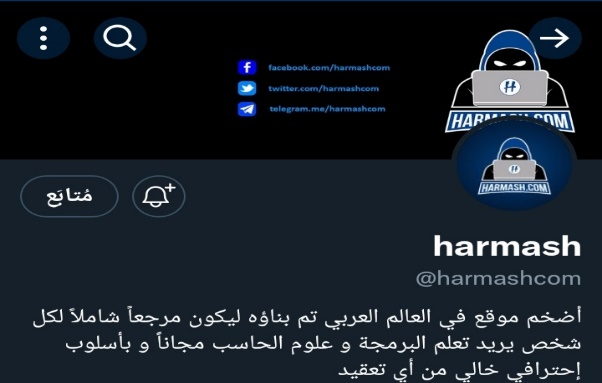 facebook.com/harmashcom
twitter.com/harmashcom
telegram.me/harmashcom
HARMASH.COM
HARMASH.COM
مُتابَع
harmash
@harmashcom
أضخم موقع في العالم العربي تم بناؤه ليكون مرجعاً شاملاً لكل
شخص يريد تعلم البرمجة و علوم الحاسب مجاناً و بأسلوب
إحترافي خالي من أي تعقيد